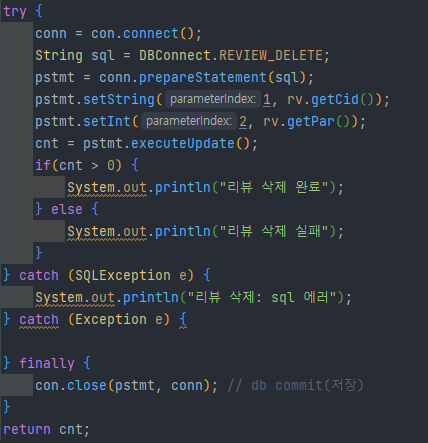 try {
conn = con.connect();
String sql = DBConnect.REVIEW_DELETE;
pstmt = conn.prepareStatement(sql);
pstmt.setString( parameterIndex: 1, rv.getCid());
pstmt.setInt( parameterIndex: 2, rv.getPar());
cnt = pstmt.executeUpdate();
if(cnt > 0) {
System.out.println("리뷰 삭제 완료");
} else {
System.out.println("리뷰 삭제 실패");
}
} catch (SQLException e) {
System.out.println("리뷰 삭제: sql 에러");
} catch (Exception e) {
} finally {
con.close(pstmt, conn); // db commit(저장)
}
return cnt;